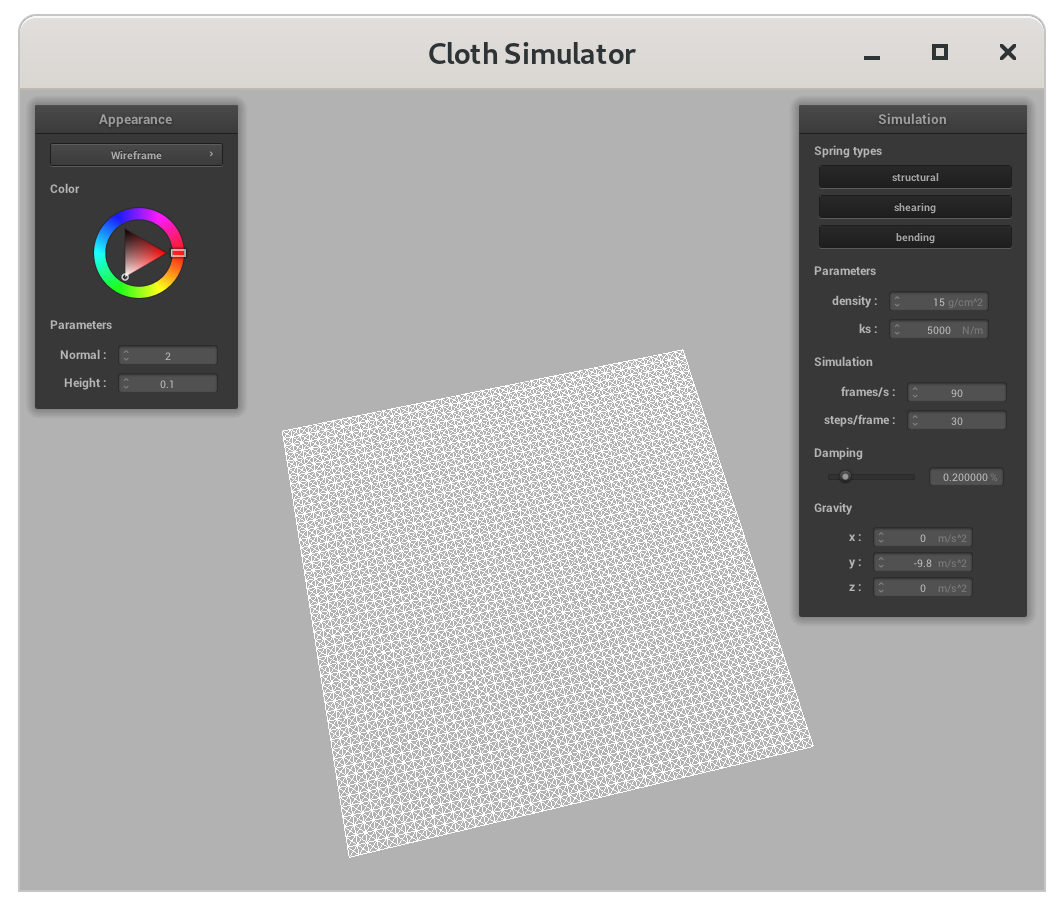 Cloth Simulator
Appearance
Wireframe ›
Color
Parameters
Normal : 2
Height : 0.1
Simulation
Spring types
structural
shearing
bending
Parameters
density : 15 g/cm^2
ks : 5000 N/m
Simulation
frames/s : 90
steps/frame : 30
Damping
0.200000 %
Gravity
x : 0 m/s^2
y : -9.8 m/s^2
z : 0 m/s^2